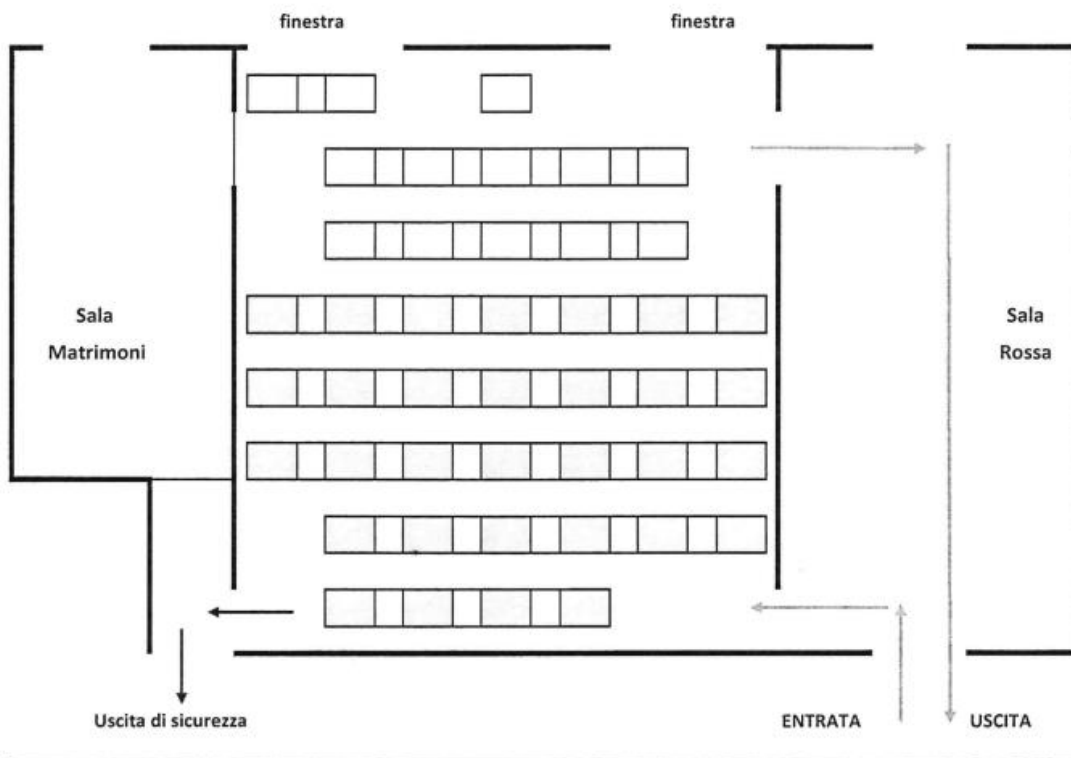 finestra
finestra
Sala
Matrimoni
Sala
Rossa
Uscita di sicurezza
ENTRATA
USCITA